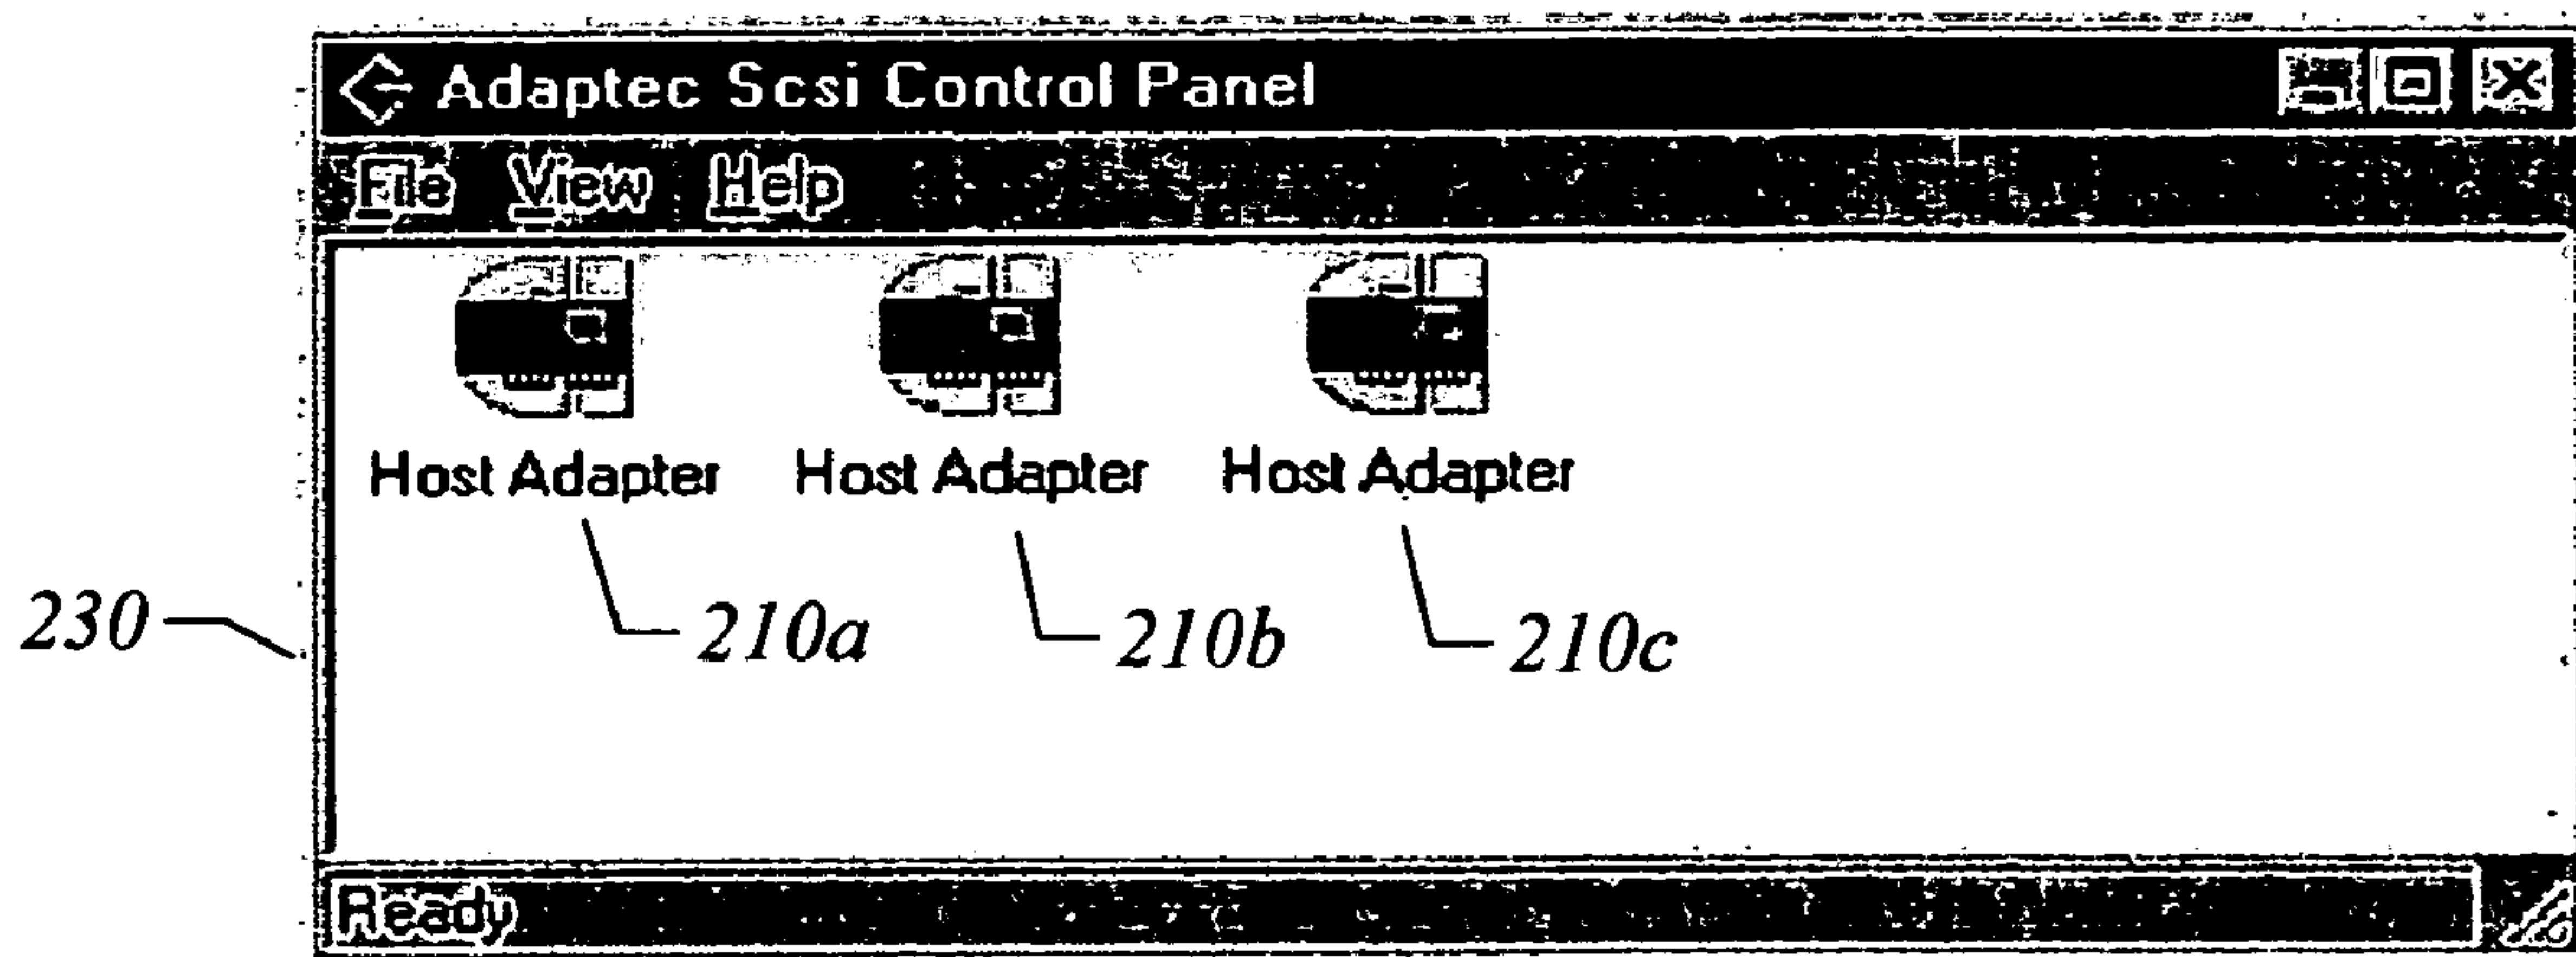 Adaptec Scsi Control Panel
File View Help
Host Adapter Host Adapter Host Adapter
230 210a 210b 210c
Ready